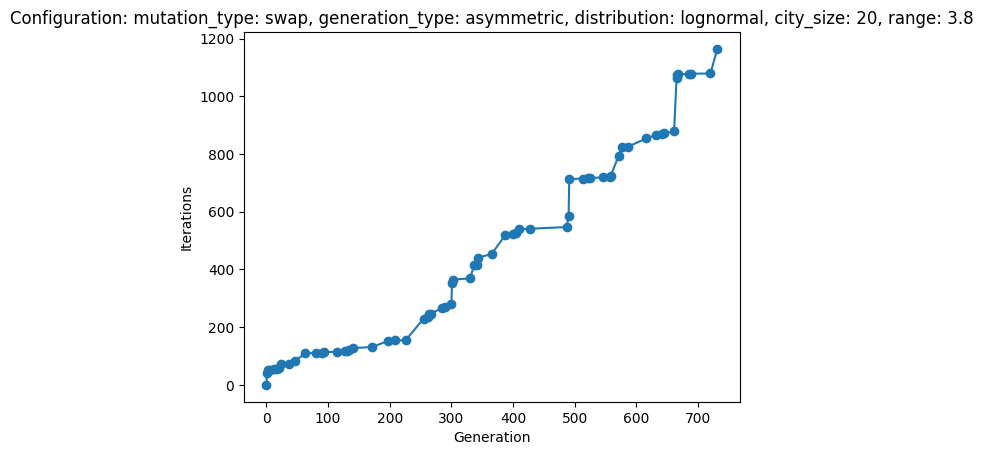 Configuration: mutation_type: swap, generation_type: asymmetric, distribution: lognormal, city_size: 20, range: 3.8
1200
1000
800
600
400
200
0
Iterations
0 100 200 300 400 500 600 700
Generation